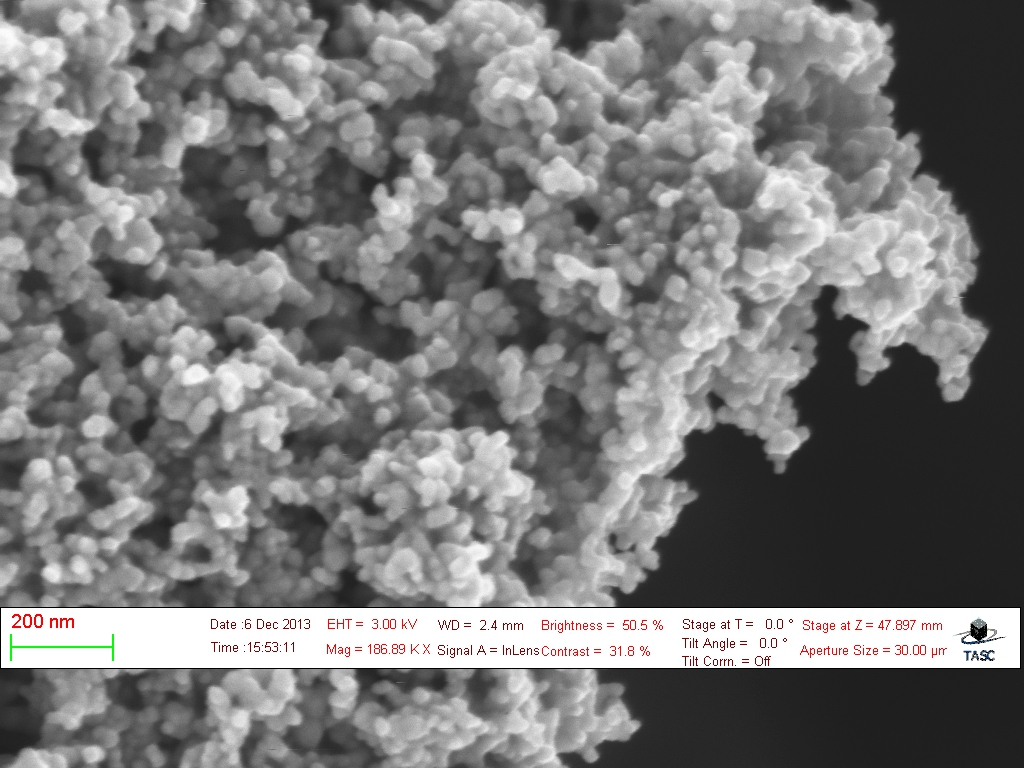 200 nm
Date :6 Dec 2013
Time :15:53:11
EHT = 3.00 kV
Mag = 186.89 K X
WD = 2.4 mm
Signal A = InLens
Brightness = 50.5 %
Contrast = 31.8 %
Stage at T = 0.0 °
Tilt Angle = 0.0 °
Tilt Corrn. = Off
Stage at Z = 47.897 mm
Aperture Size = 30.00 µm
TASC